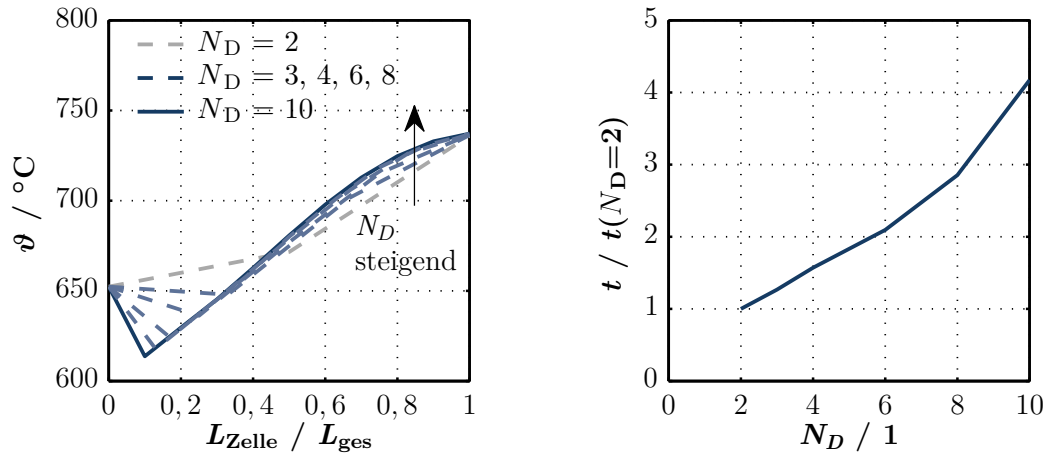 800
750
700
650
600
ϑ / °C
N_D = 2
N_D = 3, 4, 6, 8
N_D = 10
N_D
steigend
0 0,2 0,4 0,6 0,8 1
L_Zelle / L_ges
5
4
3
2
1
0
t / t(N_D=2)
0 2 4 6 8 10
N_D / 1